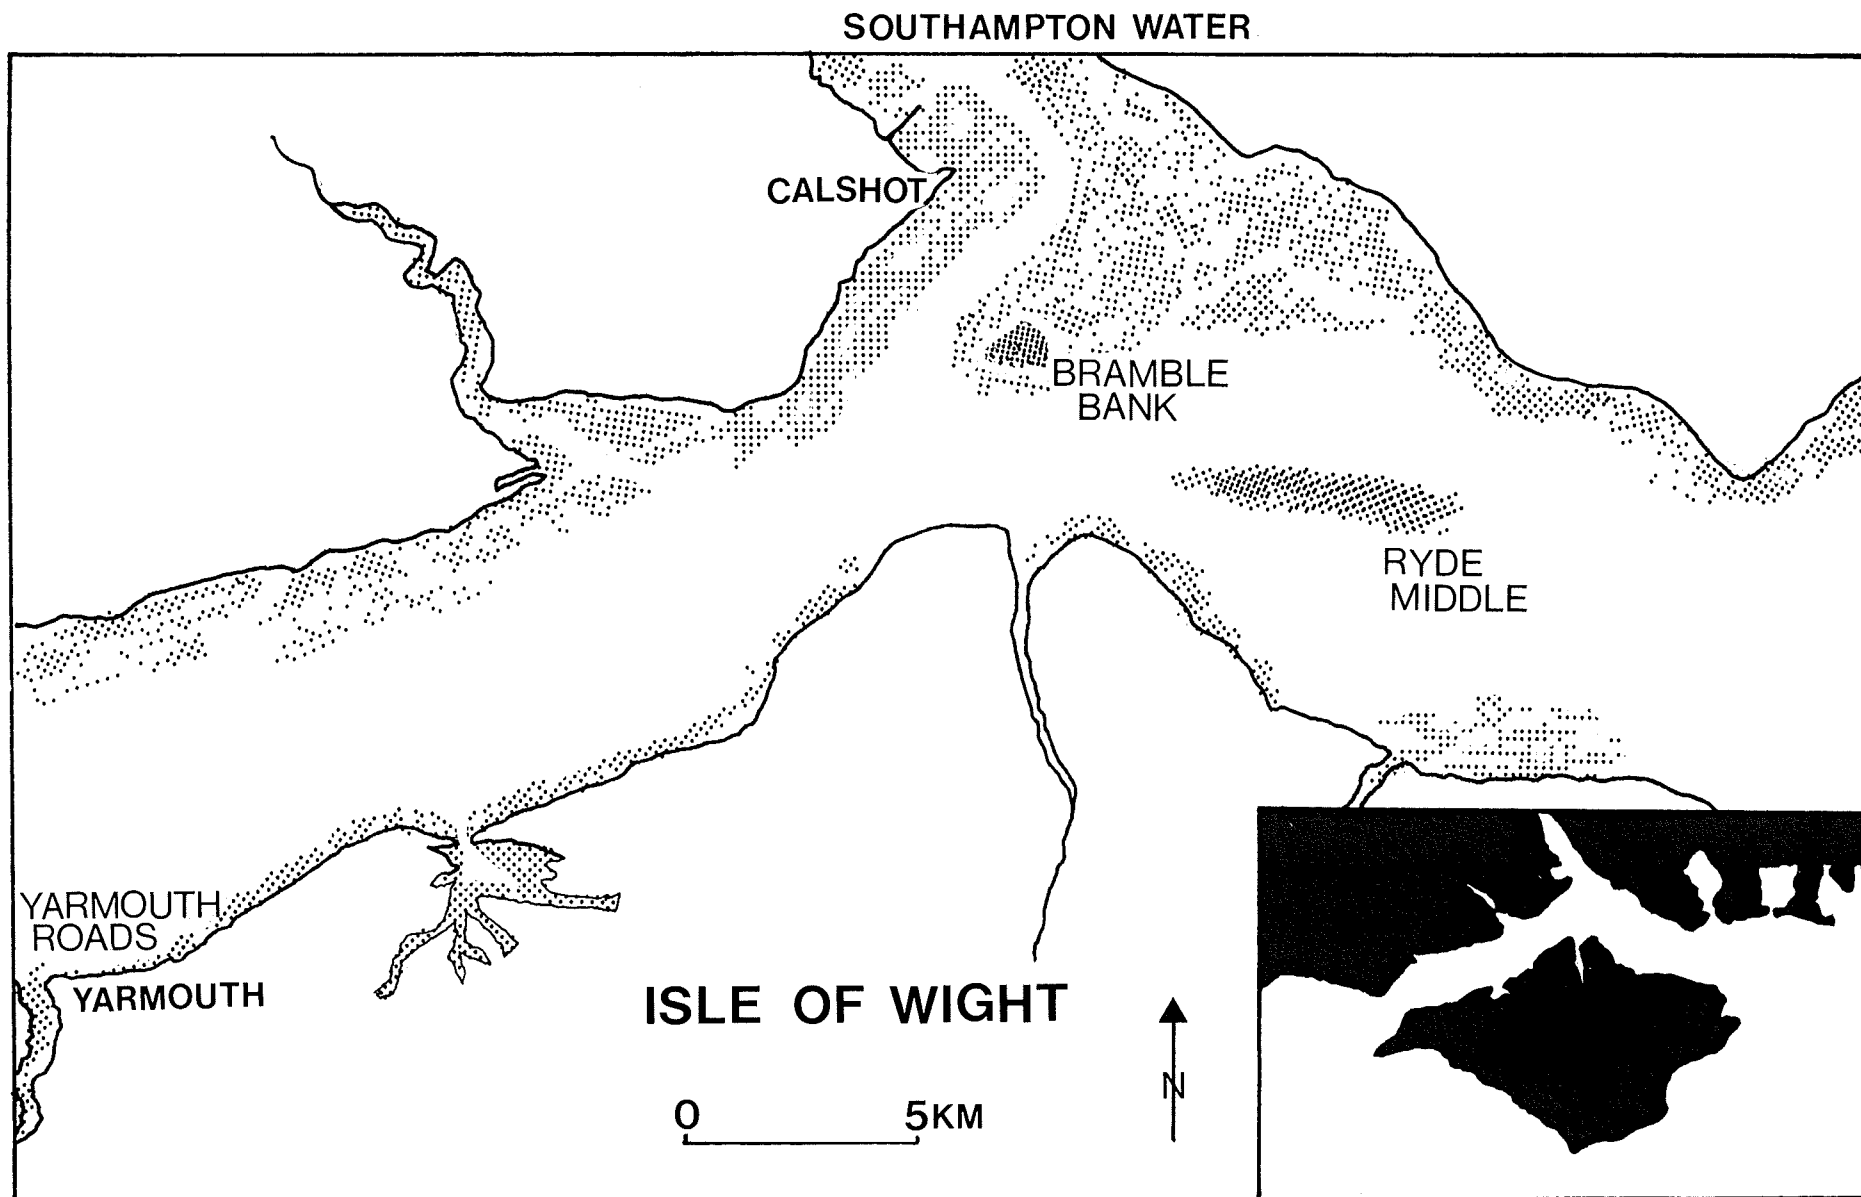 SOUTHAMPTON WATER
CALSHOT
BRAMBLE
BANK
RYDE
MIDDLE
YARMOUTH
ROADS
YARMOUTH
ISLE OF WIGHT
N
0 5KM